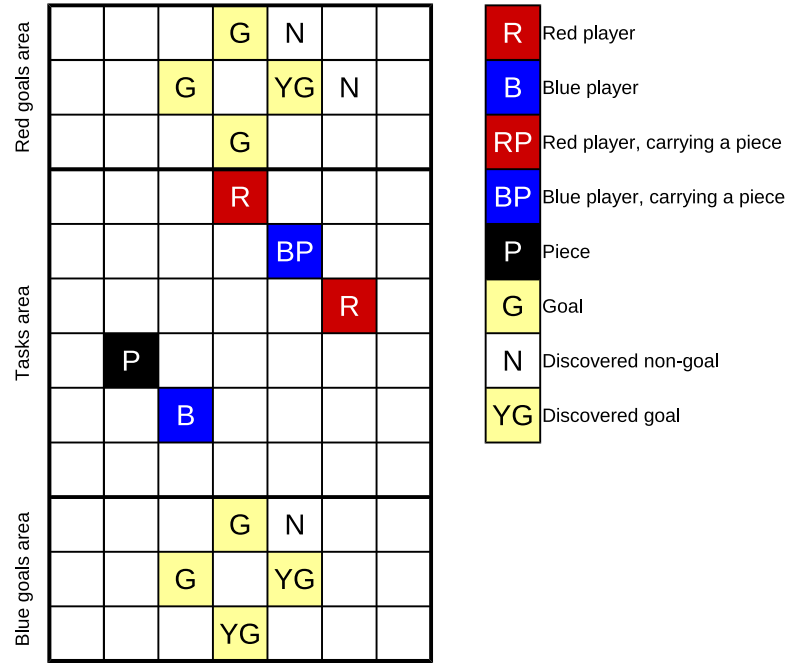 Red goals area
Tasks area
Blue goals area
G N
G YG N
G
R
BP
R
P
B
G N
G YG
YG
R Red player
B Blue player
RP Red player, carrying a piece
BP Blue player, carrying a piece
P Piece
G Goal
N Discovered non-goal
YG Discovered goal